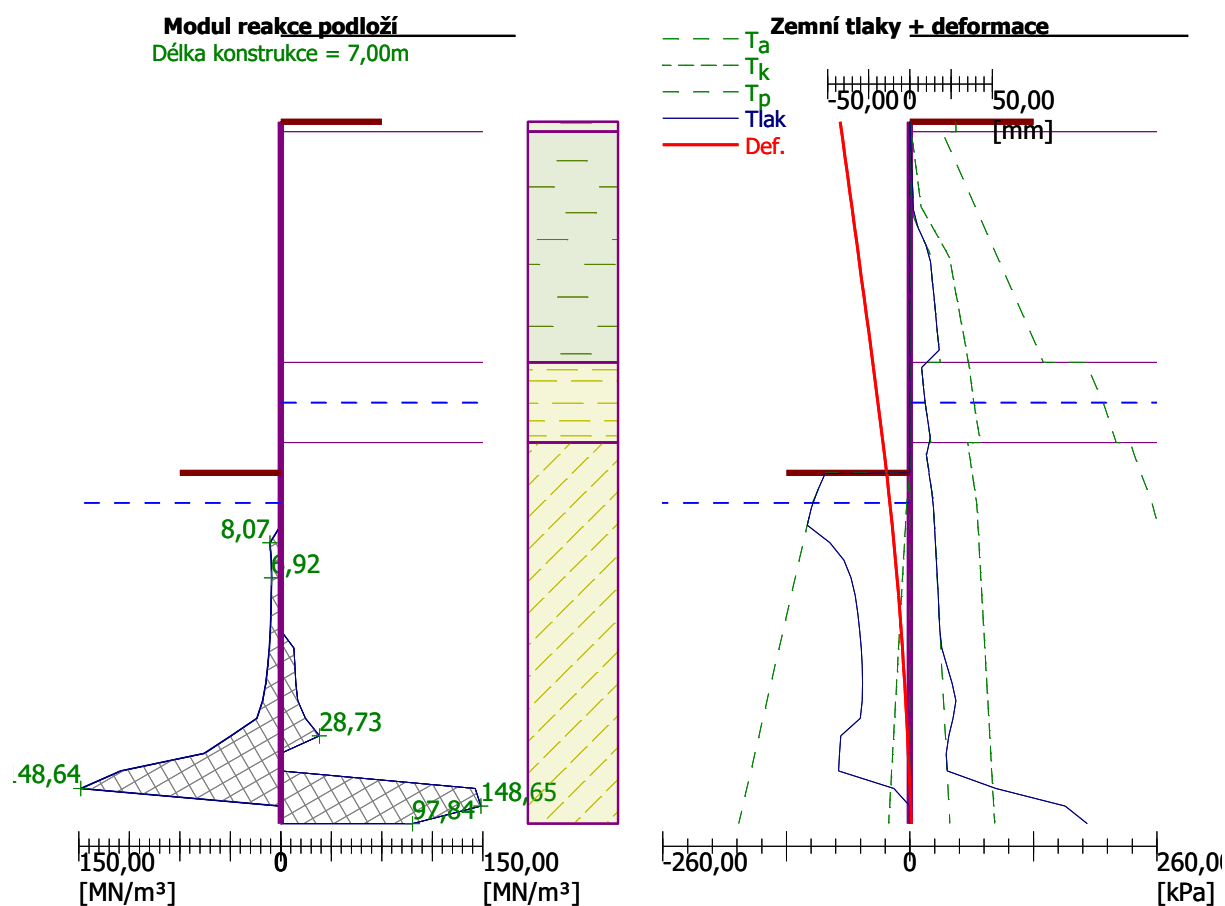 Modul reakce podloží
Délka konstrukce = 7,00m
8,07
6,92
28,73
48,64
148,65
97,84
150,00
0
150,00
[MN/m³]
[MN/m³]
Zemní tlaky + deformace
Ta
Tk
Tp
Tlak
Def.
-50,00
0
50,00
[mm]
-260,00
0
260,00
[kPa]